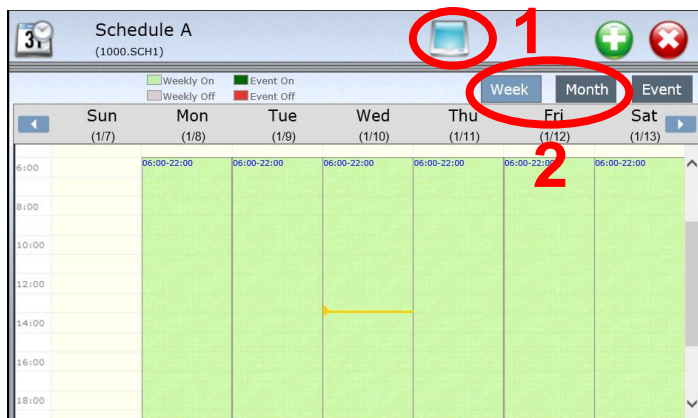 31
Schedule A
(1000.SCH1)
1
Weekly On
Event On
Weekly Off
Event Off
Week
Month
Event
2
Sun
Mon
Tue
Wed
Thu
Fri
Sat
(1/7)
(1/8)
(1/9)
(1/10)
(1/11)
(1/12)
(1/13)
06:00-22:00
06:00-22:00
06:00-22:00
06:00-22:00
06:00-22:00
06:00-22:00
6:00
8:00
10:00
12:00
14:00
16:00
18:00